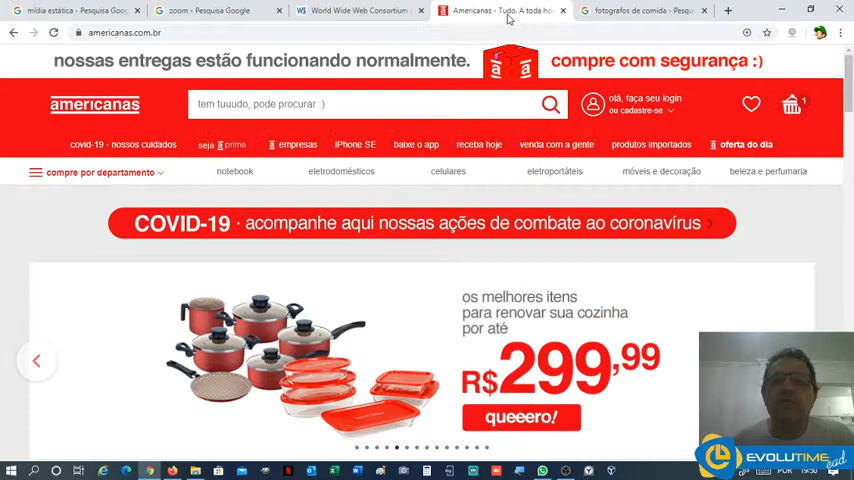 mídia estática - Pesquisa Goog
zoom - Pesquisa Google
World Wide Web Consortium
Americanas - Tudo. A toda ho
fotografos de comida - Pesqu
americanas.com.br
nossas entregas estão funcionando normalmente.
compre com segurança :)
americanas
tem tuuudo, pode procurar :)
olá, faça seu login
ou cadastre-se
1
covid-19 - nossos cuidados
seja a prime
a empresas
iPhone SE
baixe o app
receba hoje
venda com a gente
produtos importados
a oferta do dia
compre por departamento
notebook
eletrodomésticos
celulares
eletroportáteis
móveis e decoração
beleza e perfumaria
COVID-19 · acompanhe aqui nossas ações de combate ao coronavírus
os melhores itens
para renovar sua cozinha
por até
R$299,99
queeero!
EVOLUTIME
ead
POR
19:50